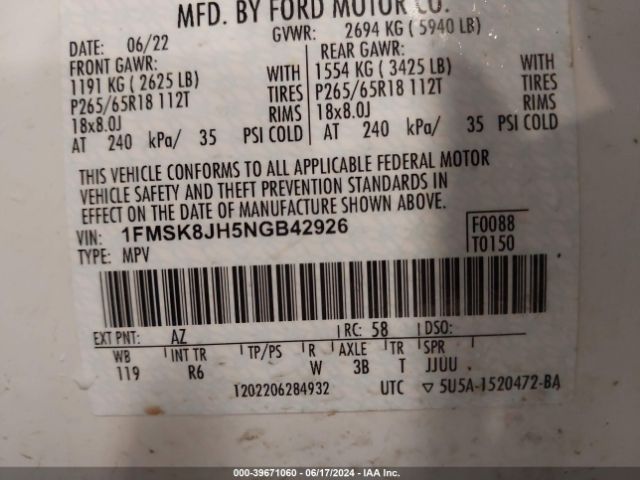 MFD. BY FORD MOTOR CO.
DATE: 06/22 GVWR: 2694 KG ( 5940 LB)
FRONT GAWR: REAR GAWR:
1191 KG ( 2625 LB) WITH 1554 KG ( 3425 LB) WITH
P265/65R18 112T TIRES P265/65R18 112T TIRES
18x8.0J RIMS 18x8.0J RIMS
AT 240 kPa/ 35 PSI COLD AT 240 kPa/ 35 PSI COLD
THIS VEHICLE CONFORMS TO ALL APPLICABLE FEDERAL MOTOR
VEHICLE SAFETY AND THEFT PREVENTION STANDARDS IN
EFFECT ON THE DATE OF MANUFACTURE SHOWN ABOVE.
VIN: 1FMSK8JH5NGB42926 F0088
TYPE: MPV T0150
EXT PNT: AZ RC: 58 DSO:
WB INT TR TP/PS R AXLE TR SPR
119 R6 W 3B T JJUU
1202206284932 UTC ▽ 5U5A-1520472-BA
000-39671060 - 06/17/2024 - IAA Inc.